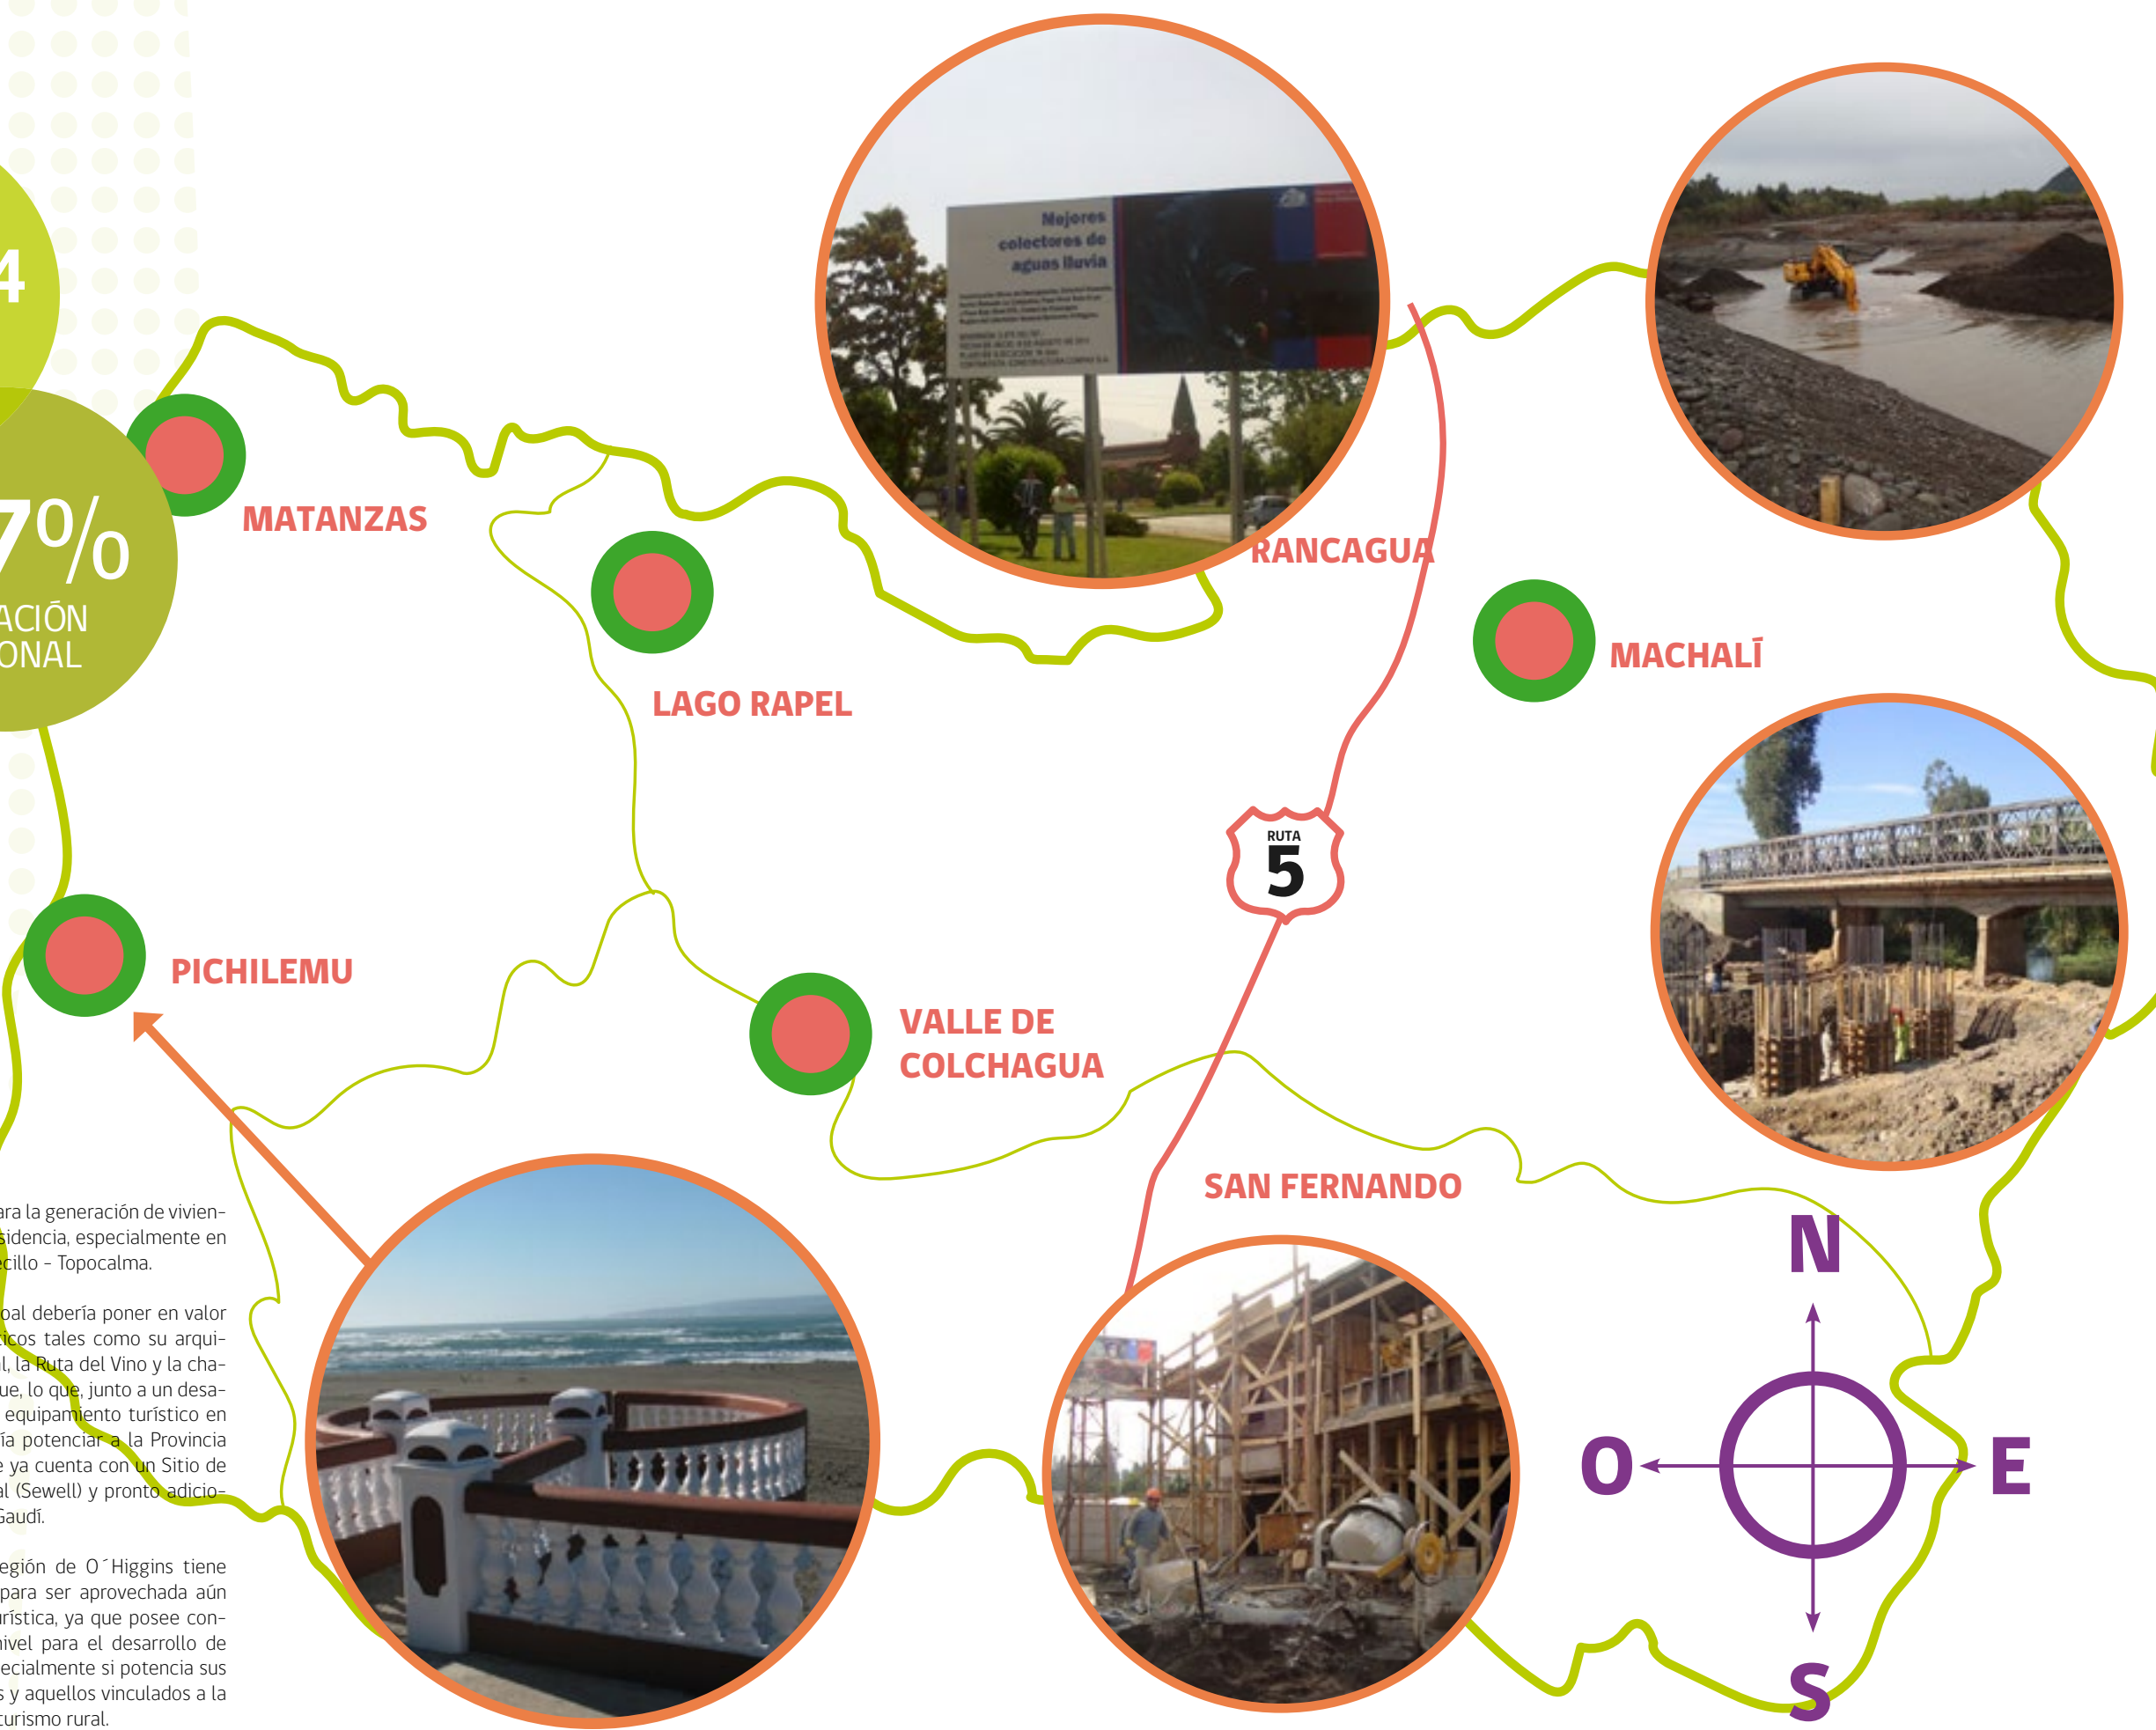 4
7%
ACIÓN
ONAL
MATANZAS
LAGO RAPEL
Mejores
colectores de
aguas lluvia
RANCAGUA
MACHALÍ
RUTA
5
PICHILEMU
VALLE DE
COLCHAGUA
SAN FERNANDO
N
O
E
S
ara la generación de vivien-
sidencia, especialmente en
ecillo - Topocalma.
oal debería poner en valor
ticos tales como su arqui-
al, la Ruta del Vino y la cha-
ue, lo que, junto a un desa-
equipamiento turístico en
ía potenciar a la Provincia
e ya cuenta con un Sitio de
al (Sewell) y pronto adicio-
Gaudí.
egión de O´Higgins tiene
para ser aprovechada aún
urística, ya que posee con-
nivel para el desarrollo de
pecialmente si potencia sus
s y aquellos vinculados a la
turismo rural.